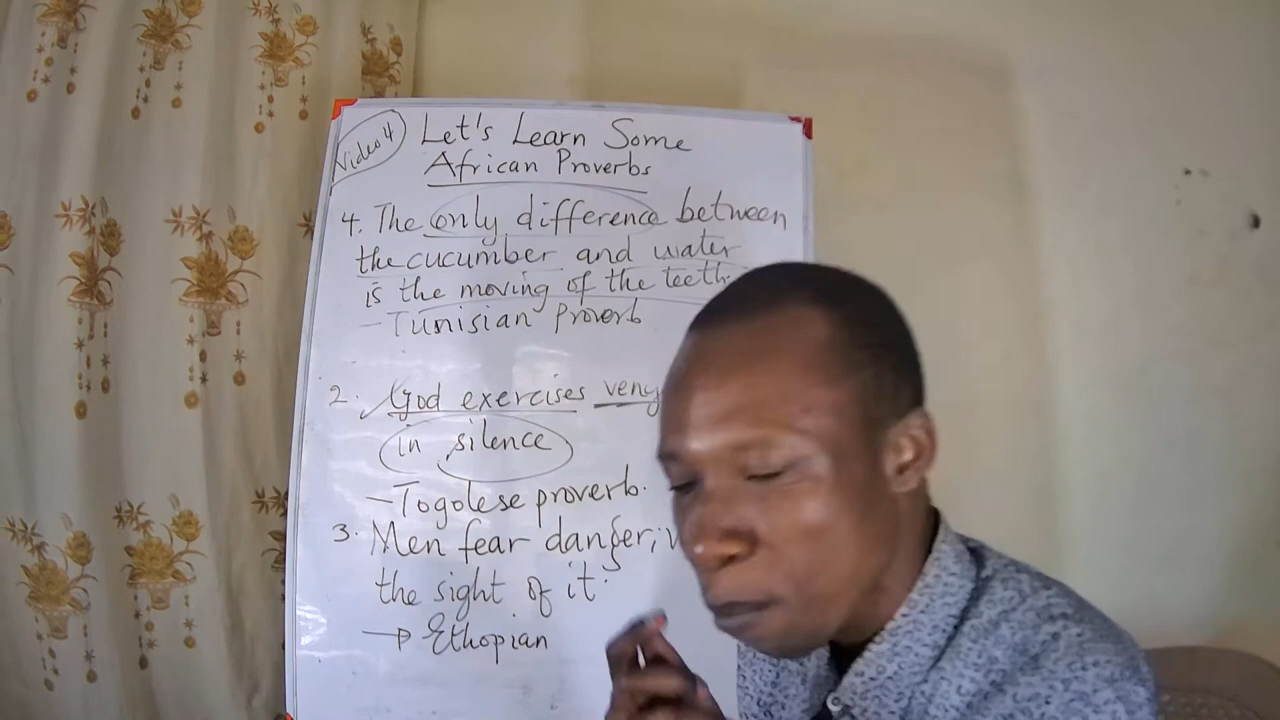 Video 4
Let's Learn Some
African Proverbs
4. The only difference between
the cucumber and water
is the moving of the teeth.
- Tunisian Proverb
2. God exercises
in silence
- Togolese proverb.
3. Men fear danger;
the sight of it.
→ Ethopian